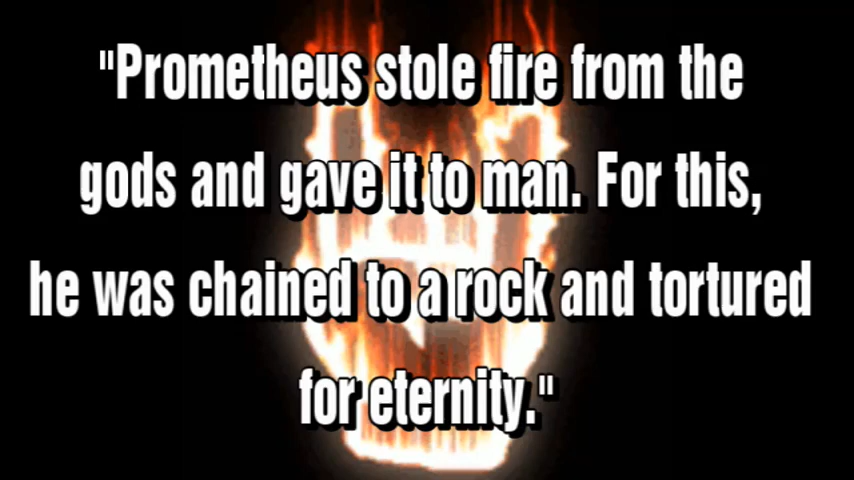 "Prometheus stole fire from the
gods and gave it to man. For this,
he was chained to a rock and tortured
for eternity."